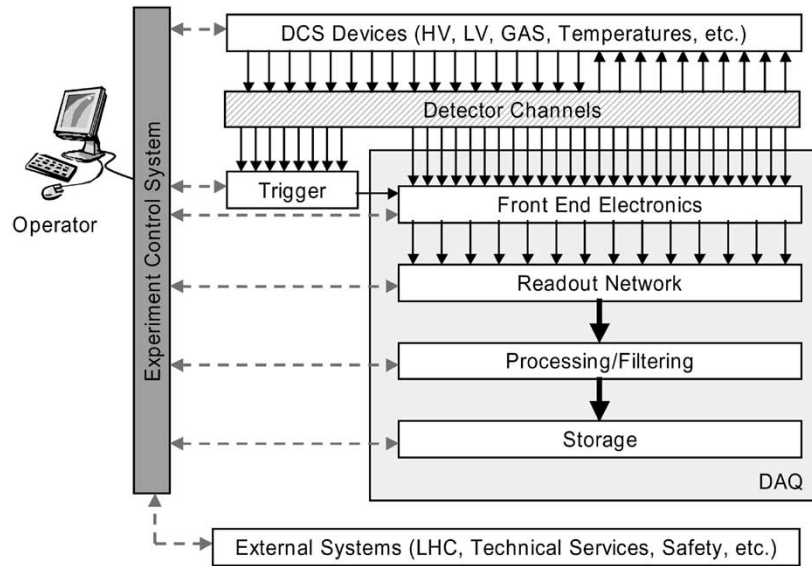 DCS Devices (HV, LV, GAS, Temperatures, etc.)
Detector Channels
Operator
Experiment Control System
Trigger
Front End Electronics
Readout Network
Processing/Filtering
Storage
DAQ
External Systems (LHC, Technical Services, Safety, etc.)